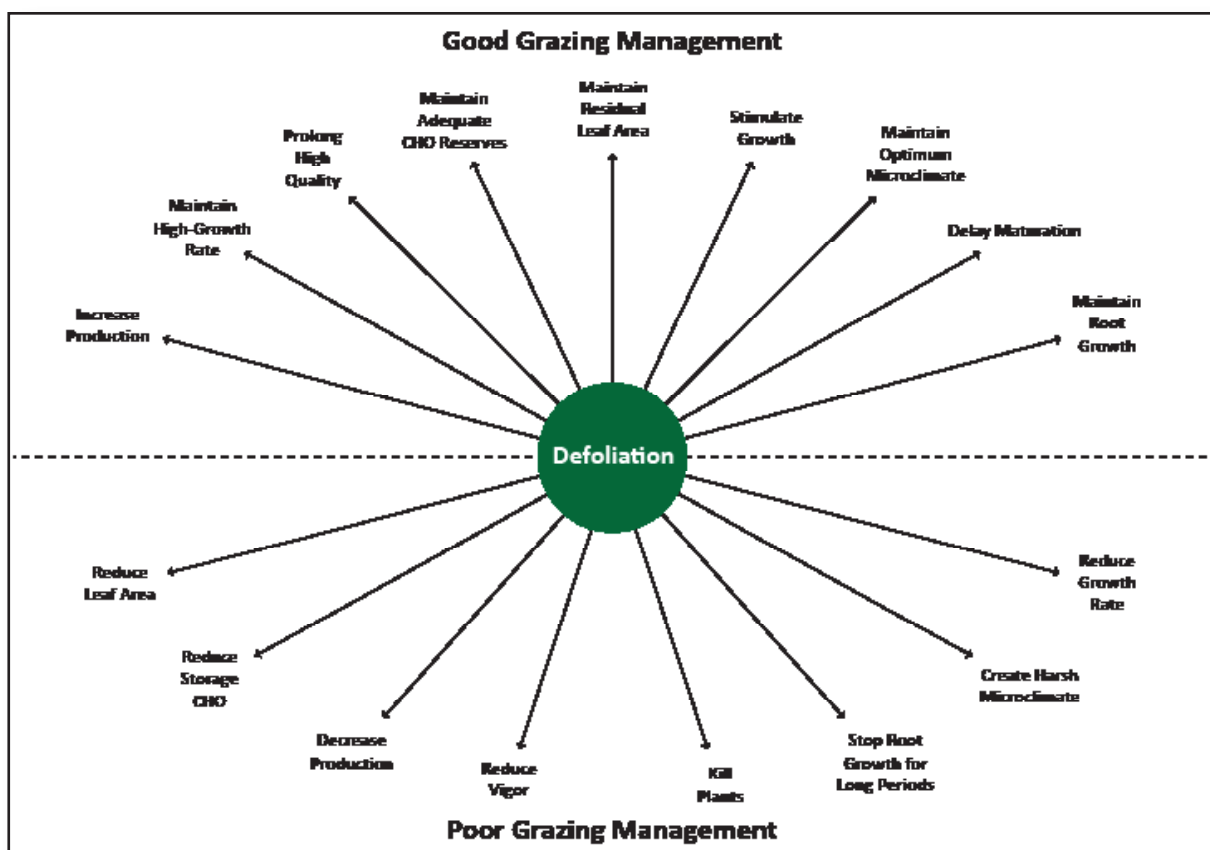 Good Grazing Management
Increase
Production
Maintain
High-Growth
Rate
Prolong
High
Quality
Maintain
Adequate
CHO Reserves
Maintain
Residual
Leaf Area
Stimulate
Growth
Maintain
Optimum
Microclimate
Delay Maturation
Maintain
Root
Growth
Defoliation
Reduce
Leaf Area
Reduce
Storage
CHO
Decrease
Production
Reduce
Vigor
Kill
Plants
Stop Root
Growth for
Long Periods
Create Harsh
Microclimate
Reduce
Growth
Rate
Poor Grazing Management